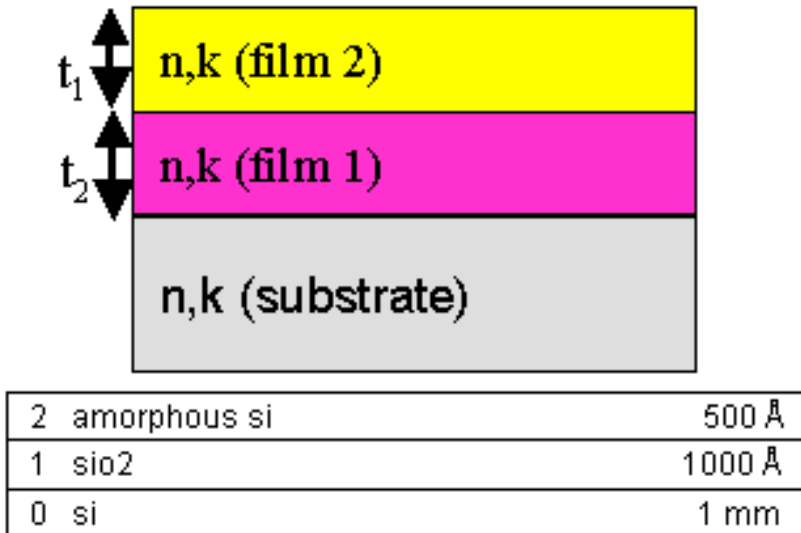 t1 n,k (film 2)
t2 n,k (film 1)
n,k (substrate)
2 amorphous si 500 Å
1 sio2 1000 Å
0 si 1 mm